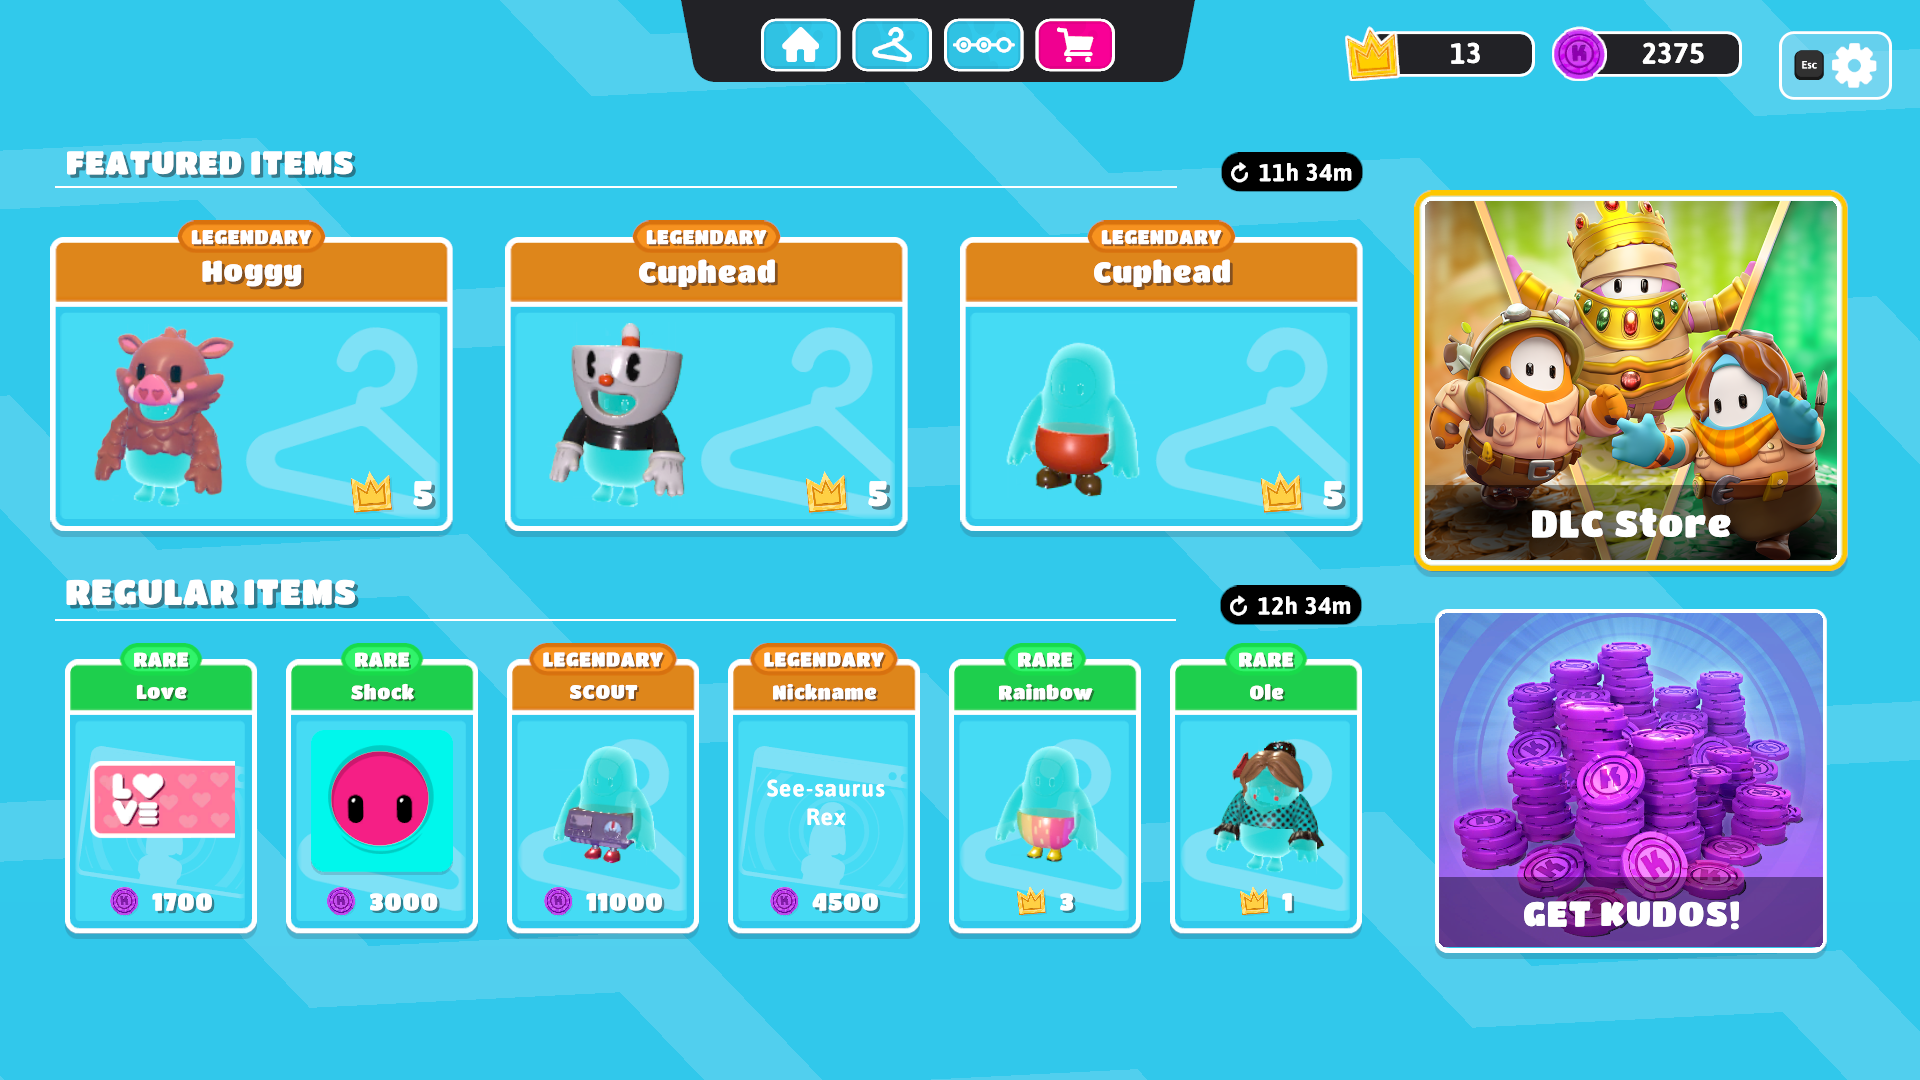 13
2375
Esc
FEATURED ITEMS
11h 34m
LEGENDARY
Hoggy
5
LEGENDARY
Cuphead
5
LEGENDARY
Cuphead
5
DLC Store
REGULAR ITEMS
12h 34m
RARE
Love
LOVE
1700
RARE
Shock
3000
LEGENDARY
SCOUT
11000
LEGENDARY
Nickname
See-saurus
Rex
4500
RARE
Rainbow
3
RARE
Ole
1
K
GET KUDOS!